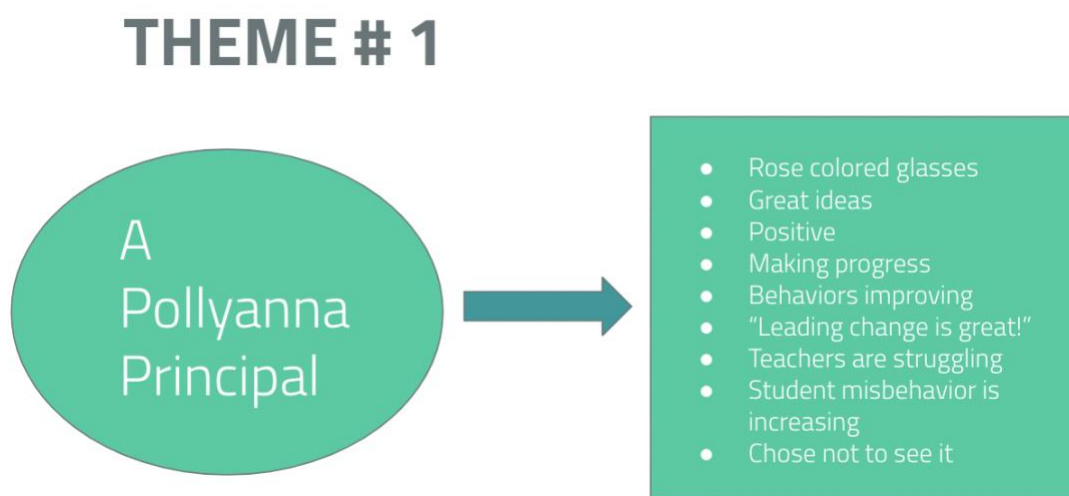 THEME # 1
A
Pollyanna
Principal
● Rose colored glasses
● Great ideas
● Positive
● Making progress
● Behaviors improving
● “Leading change is great!”
● Teachers are struggling
● Student misbehavior is
increasing
● Chose not to see it